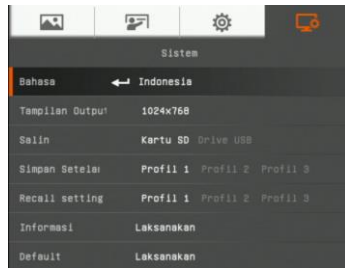 Sistem
Bahasa Indonesia
Tampilan Output 1024x768
Salin Kartu SD Drive USB
Simpan Setela Profil 1 Profil 2 Profil 3
Recall setting Profil 1 Profil 2 Profil 3
Informasi Laksanakan
Default Laksanakan